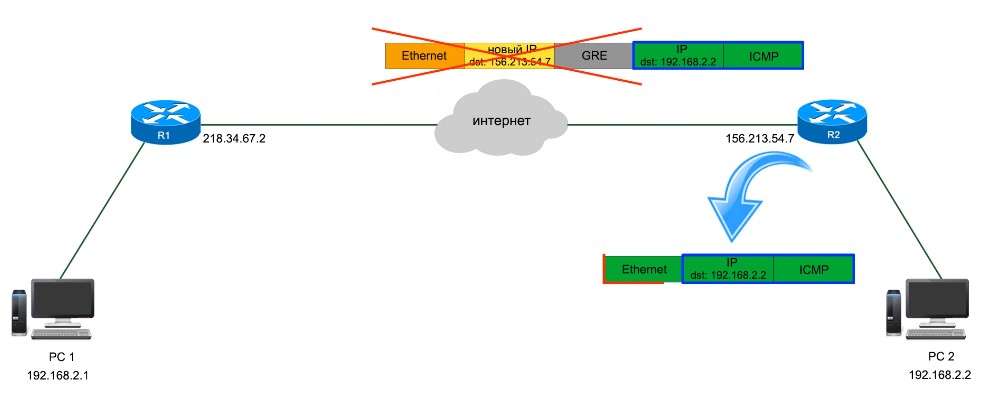 Ethernet
новый IP
dst: 156.213.54.7
GRE
IP
dst: 192.168.2.2
ICMP
интернет
R1
218.34.67.2
156.213.54.7
R2
Ethernet
IP
dst: 192.168.2.2
ICMP
PC 1
192.168.2.1
PC 2
192.168.2.2